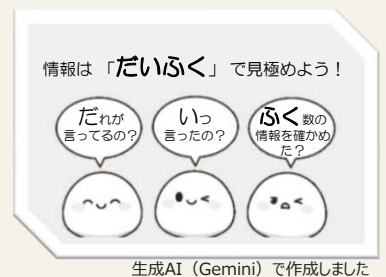 情報は 「だいふく」 で見極めよう！
だれが
言ってるの？
いつ
言ったの？
ふく数の
情報を確かめ
た？
生成AI（Gemini）で作成しました